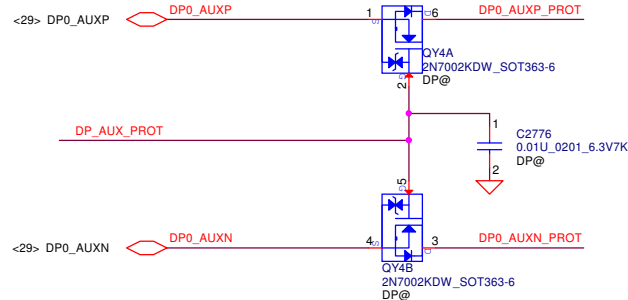 <29> DP0_AUXP
DP0_AUXP
1
S
D
6
DP0_AUXP_PROT
QY4A
2N7002KDW_SOT363-6
DP@
G
2
DP_AUX_PROT
1
C2776
0.01U_0201_6.3V7K
DP@
2
5
G
<29> DP0_AUXN
DP0_AUXN
4
S
D
3
DP0_AUXN_PROT
QY4B
2N7002KDW_SOT363-6
DP@